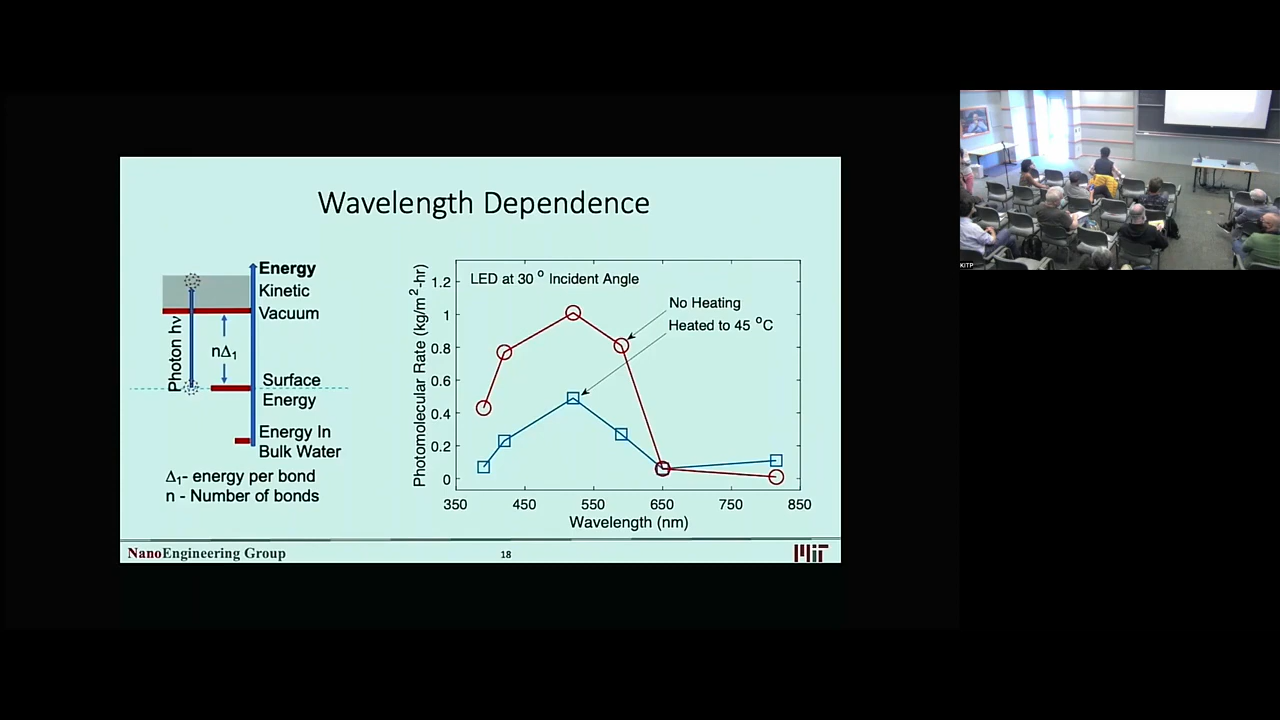 Wavelength Dependence
Energy
Kinetic
Vacuum
Photon hν
nΔ₁
Surface
Energy
Energy In
Bulk Water
Δ₁- energy per bond
n - Number of bonds
LED at 30 ° Incident Angle
No Heating
Heated to 45 °C
Photomolecular Rate (kg/m²-hr)
1.2
1
0.8
0.6
0.4
0.2
0
350 450 550 650 750 850
Wavelength (nm)
NanoEngineering Group
18
MIT
KITP